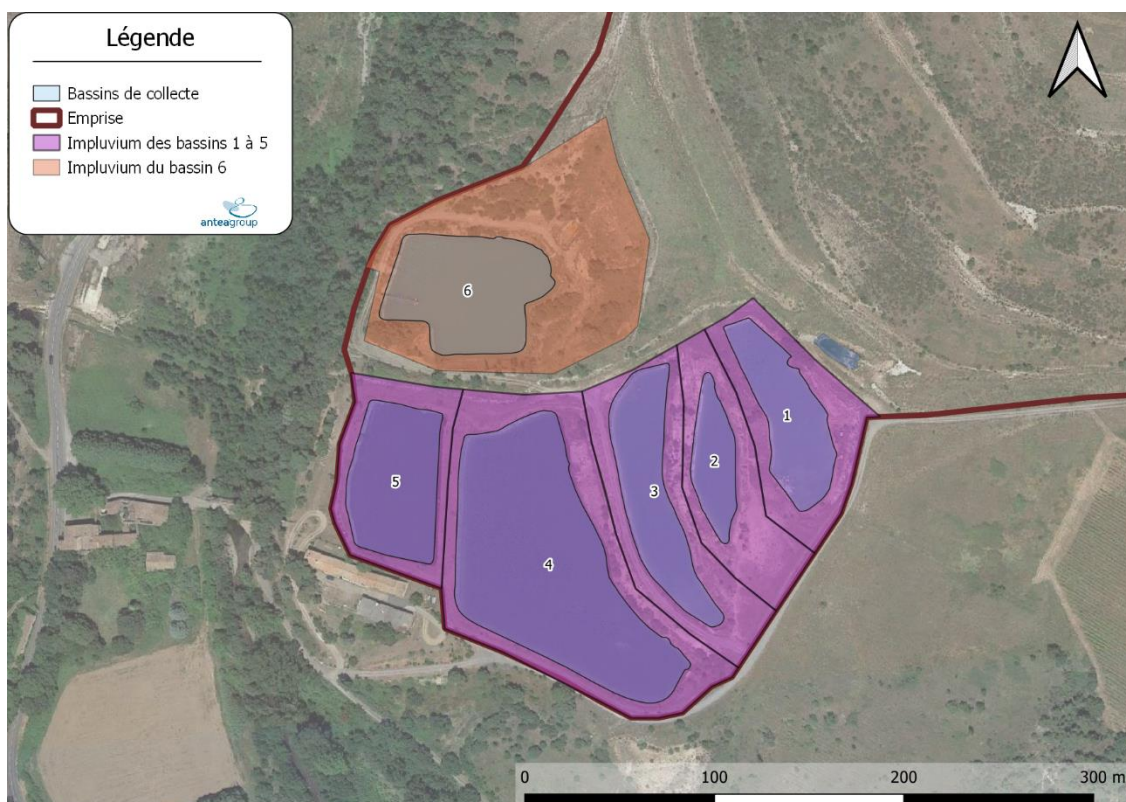 Légende
Bassins de collecte
Emprise
Impluvium des bassins 1 à 5
Impluvium du bassin 6
anteagroup
6
1
2
3
5
4
0 100 200 300 m